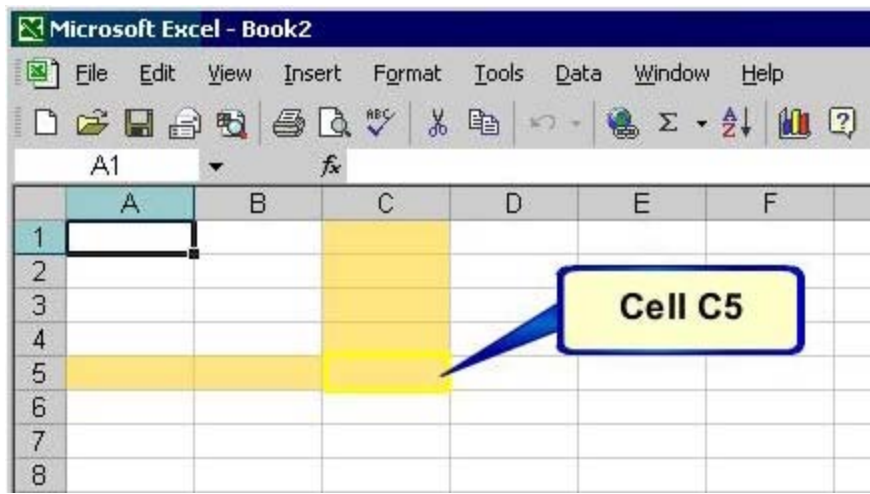 Microsoft Excel - Book2
File Edit View Insert Format Tools Data Window Help
ABC Σ A Z ?
A1 fx
A B C D E F
1
2
3
4
5
6
7
8
Cell C5